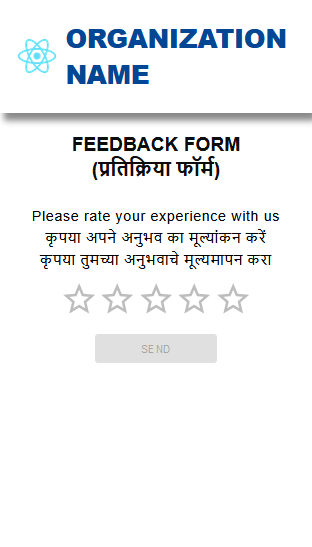 ORGANIZATION
NAME
FEEDBACK FORM
(प्रतिक्रिया फॉर्म)
Please rate your experience with us
कृपया अपने अनुभव का मूल्यांकन करें
कृपया तुमच्या अनुभवाचे मूल्यमापन करा
SEND